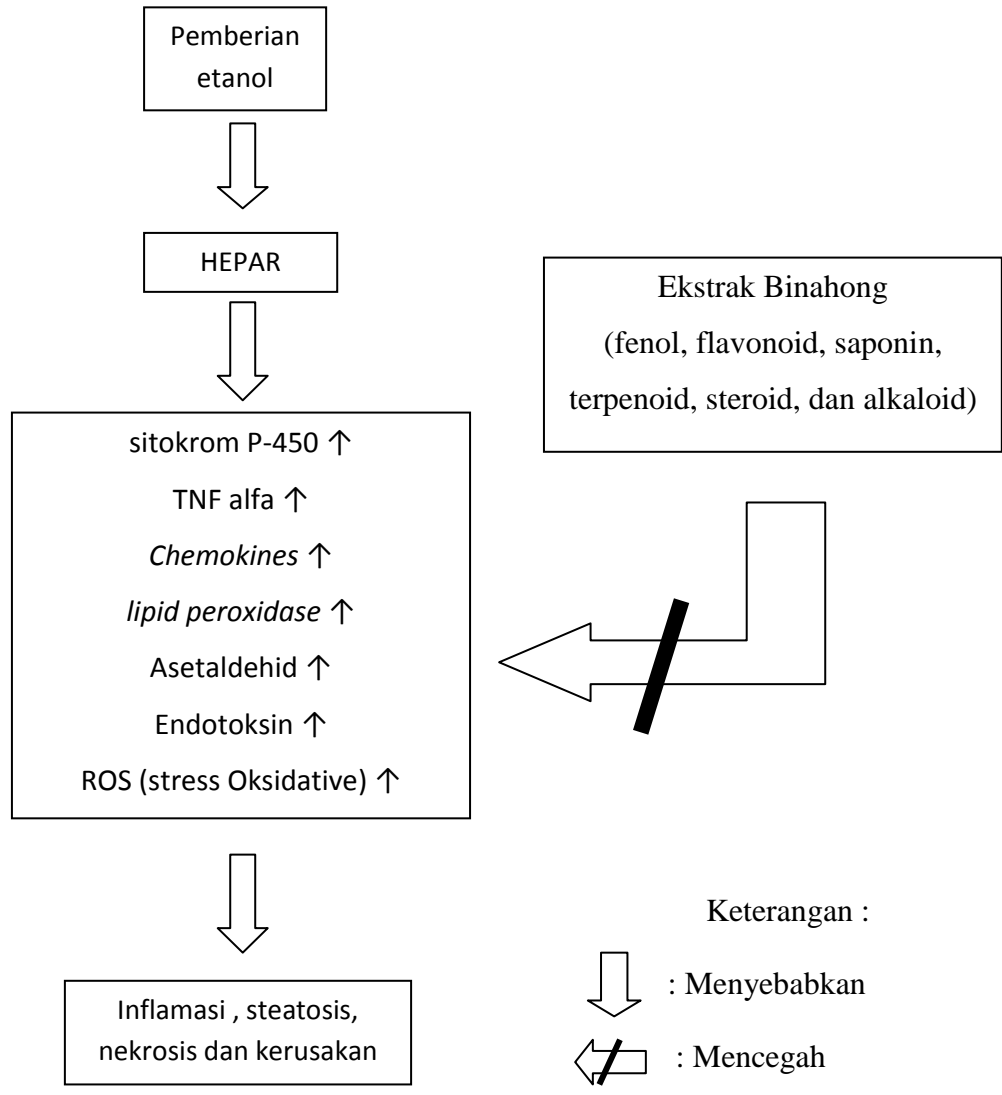 Pemberian
etanol
HEPAR
Ekstrak Binahong
(fenol, flavonoid, saponin,
terpenoid, steroid, dan alkaloid)
sitokrom P-450 ↑
TNF alfa ↑
Chemokines ↑
lipid peroxidase ↑
Asetaldehid ↑
Endotoksin ↑
ROS (stress Oksidative) ↑
Inflamasi , steatosis,
nekrosis dan kerusakan
Keterangan :
: Menyebabkan
: Mencegah